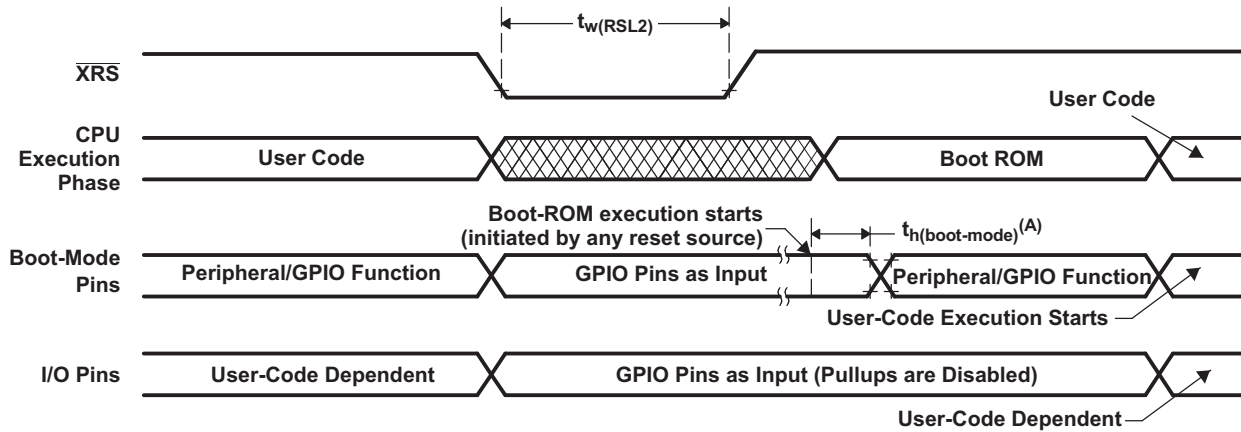 tw(RSL2)
XRS
User Code
CPU
Execution
Phase
User Code
Boot ROM
Boot-ROM execution starts
(initiated by any reset source)
th(boot-mode)(A)
Boot-Mode
Pins
Peripheral/GPIO Function
GPIO Pins as Input
Peripheral/GPIO Function
User-Code Execution Starts
I/O Pins
User-Code Dependent
GPIO Pins as Input (Pullups are Disabled)
User-Code Dependent